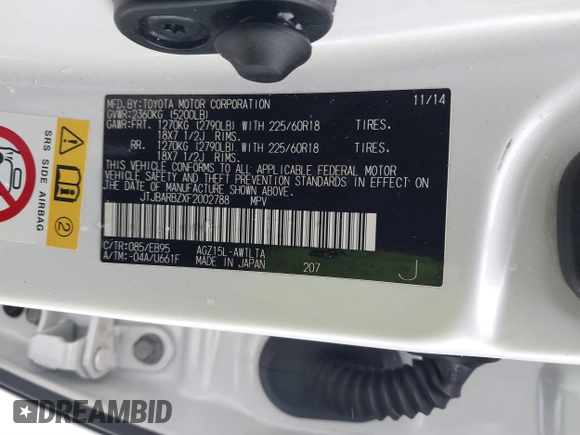 MFD.BY:TOYOTA MOTOR CORPORATION 11/14
GVWR:2360KG (5200LB)
GAWR:FRT. 1270KG (2790LB) WITH 225/60R18 TIRES.
18X7 1/2J RIMS.
RR. 1270KG (2790LB) WITH 225/60R18 TIRES.
18X7 1/2J RIMS.
THIS VEHICLE CONFORMS TO ALL APPLICABLE FEDERAL MOTOR
VEHICLE SAFETY AND THEFT PREVENTION STANDARDS IN EFFECT ON
THE DATE OF MANUFACTURE SHOWN ABOVE.
JTJBARBZXF2002788 MPV
C/TR:085/EB95 AGZ15L-AWTLTA
A/TM:-04A/U661F MADE IN JAPAN 207 J
SRS SIDE AIRBAG
2
DREAMBID